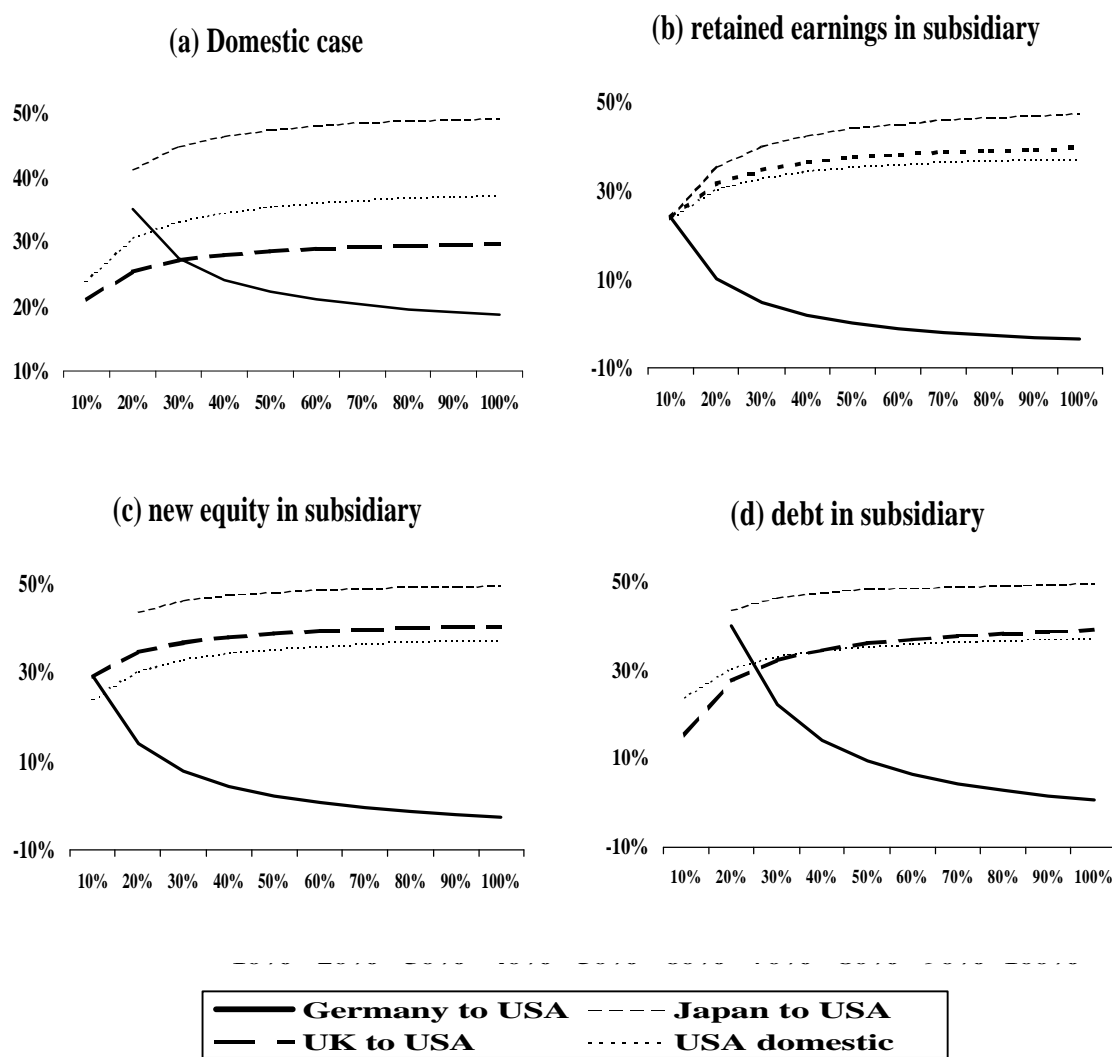 (a) Domestic case
50%
40%
30%
20%
10%
10% 20% 30% 40% 50% 60% 70% 80% 90% 100%
(b) retained earnings in subsidiary
50%
30%
10%
-10%
10% 20% 30% 40% 50% 60% 70% 80% 90% 100%
(c) new equity in subsidiary
50%
30%
10%
-10%
10% 20% 30% 40% 50% 60% 70% 80% 90% 100%
(d) debt in subsidiary
50%
30%
10%
-10%
10% 20% 30% 40% 50% 60% 70% 80% 90% 100%
Germany to USA
Japan to USA
UK to USA
USA domestic